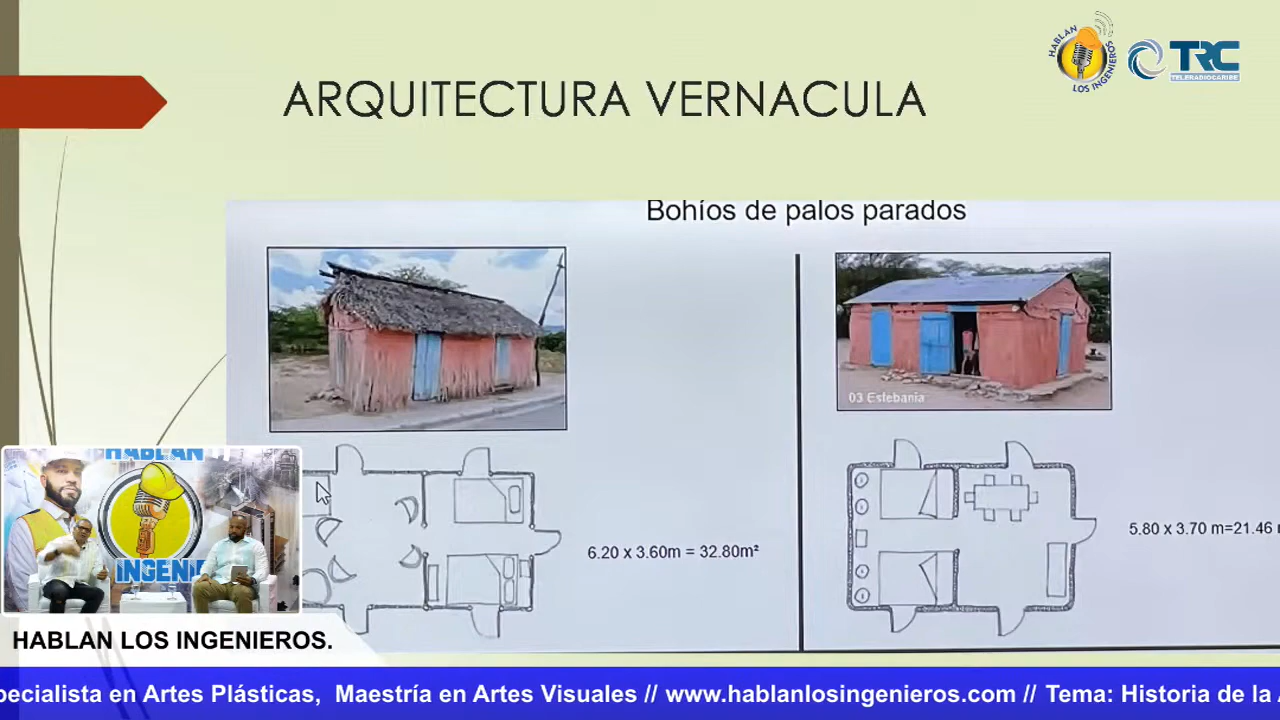 HABLAN LOS INGENIEROS
TRC
TELERADIOCARIBE
ARQUITECTURA VERNACULA
Bohíos de palos parados
03 Estebania
6.20 x 3.60m = 32.80m²
5.80 x 3.70 m=21.46
HABLAN
INGENI
HABLAN LOS INGENIEROS.
pecialista en Artes Plásticas, Maestría en Artes Visuales // www.hablanlosingenieros.com // Tema: Historia de la